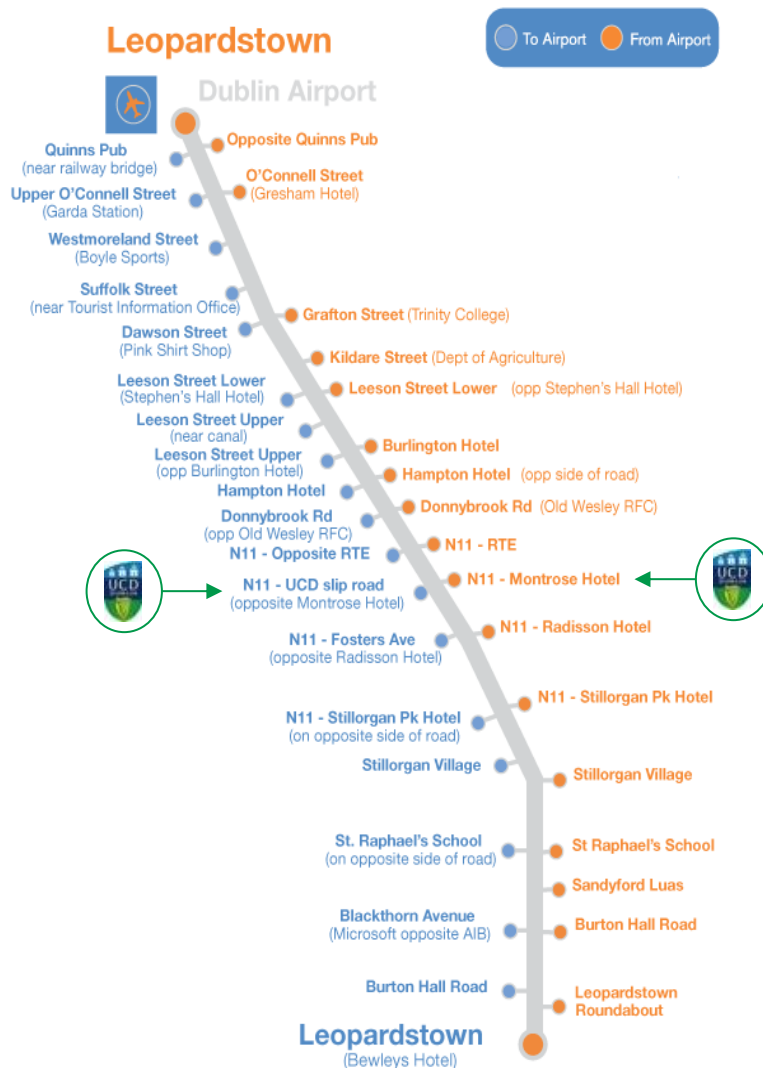 Leopardstown
To Airport
From Airport
Dublin Airport
Opposite Quinns Pub
Quinns Pub
(near railway bridge)
O'Connell Street
(Gresham Hotel)
Upper O'Connell Street
(Garda Station)
Westmoreland Street
(Boyle Sports)
Suffolk Street
(near Tourist Information Office)
Grafton Street (Trinity College)
Dawson Street
(Pink Shirt Shop)
Kildare Street (Dept of Agriculture)
Leeson Street Lower
(Stephen's Hall Hotel)
Leeson Street Lower (opp Stephen's Hall Hotel)
Leeson Street Upper
(near canal)
Burlington Hotel
Leeson Street Upper
(opp Burlington Hotel)
Hampton Hotel (opp side of road)
Hampton Hotel
Donnybrook Rd (Old Wesley RFC)
Donnybrook Rd
(opp Old Wesley RFC)
N11 - RTE
N11 - Opposite RTE
UCD
N11 - UCD slip road
(opposite Montrose Hotel)
N11 - Montrose Hotel
UCD
N11 - Radisson Hotel
N11 - Fosters Ave
(opposite Radisson Hotel)
N11 - Stillorgan Pk Hotel
N11 - Stillorgan Pk Hotel
(on opposite side of road)
Stillorgan Village
Stillorgan Village
St. Raphael's School
(on opposite side of road)
St Raphael's School
Sandyford Luas
Blackthorn Avenue
(Microsoft opposite AIB)
Burton Hall Road
Burton Hall Road
Leopardstown
Roundabout
Leopardstown
(Bewleys Hotel)